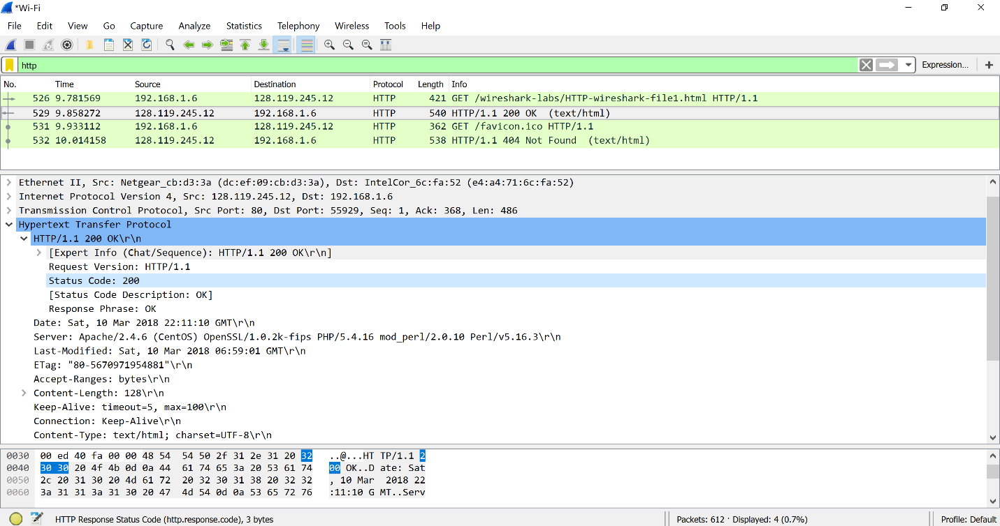 *Wi-Fi
File Edit View Go Capture Analyze Statistics Telephony Wireless Tools Help
http Expression... +
No. Time Source Destination Protocol Length Info
526 9.781569 192.168.1.6 128.119.245.12 HTTP 421 GET /wireshark-labs/HTTP-wireshark-file1.html HTTP/1.1
529 9.858272 128.119.245.12 192.168.1.6 HTTP 540 HTTP/1.1 200 OK (text/html)
531 9.933112 192.168.1.6 128.119.245.12 HTTP 362 GET /favicon.ico HTTP/1.1
532 10.014158 128.119.245.12 192.168.1.6 HTTP 538 HTTP/1.1 404 Not Found (text/html)
Ethernet II, Src: Netgear_cb:d3:3a (dc:ef:09:cb:d3:3a), Dst: IntelCor_6c:fa:52 (e4:a4:71:6c:fa:52)
Internet Protocol Version 4, Src: 128.119.245.12, Dst: 192.168.1.6
Transmission Control Protocol, Src Port: 80, Dst Port: 55929, Seq: 1, Ack: 368, Len: 486
Hypertext Transfer Protocol
HTTP/1.1 200 OK\r\n
[Expert Info (Chat/Sequence): HTTP/1.1 200 OK\r\n]
Request Version: HTTP/1.1
Status Code: 200
[Status Code Description: OK]
Response Phrase: OK
Date: Sat, 10 Mar 2018 22:11:10 GMT\r\n
Server: Apache/2.4.6 (CentOS) OpenSSL/1.0.2k-fips PHP/5.4.16 mod_perl/2.0.10 Perl/v5.16.3\r\n
Last-Modified: Sat, 10 Mar 2018 06:59:01 GMT\r\n
ETag: "80-5670971954881"\r\n
Accept-Ranges: bytes\r\n
Content-Length: 128\r\n
Keep-Alive: timeout=5, max=100\r\n
Connection: Keep-Alive\r\n
Content-Type: text/html; charset=UTF-8\r\n
0030 00 ed 40 fa 00 00 48 54 54 50 2f 31 2e 31 20 32 ..@...HT TP/1.1 2
0040 30 30 20 4f 4b 0d 0a 44 61 74 65 3a 20 53 61 74 00 OK..D ate: Sat
0050 2c 20 31 30 20 4d 61 72 20 32 30 31 38 20 32 32 , 10 Mar 2018 22
0060 3a 31 31 3a 31 30 20 47 4d 54 0d 0a 53 65 72 76 :11:10 G MT..Serv
HTTP Response Status Code (http.response.code), 3 bytes Packets: 612 · Displayed: 4 (0.7%) Profile: Default